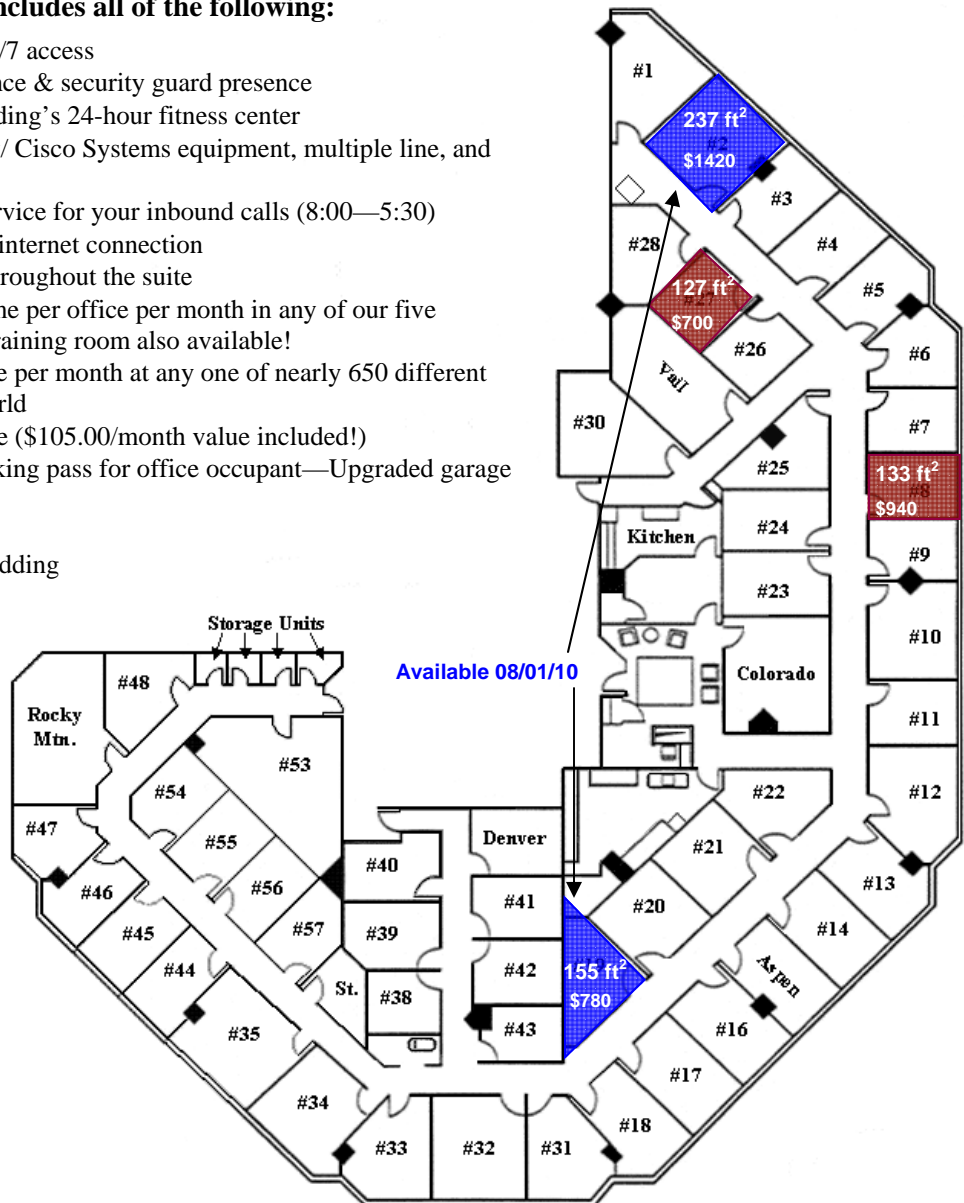 ncludes all of the following:
/7 access
nce & security guard presence
ding’s 24-hour fitness center
/ Cisco Systems equipment, multiple line, and
rvice for your inbound calls (8:00—5:30)
internet connection
roughout the suite
ne per office per month in any of our five
raining room also available!
e per month at any one of nearly 650 different
rld
e ($105.00/month value included!)
king pass for office occupant—Upgraded garage
dding
#1
237 ft²
#2
$1420
#3
#28
#4
#5
127 ft²
#27
$700
#26
#6
Vail
#7
#30
#25
133 ft²
#8
$940
#24
Kitchen
#9
#23
Storage Units
#10
Available 08/01/10
Colorado
#48
Rocky
Mtn.
#11
#53
#54
#22
#12
#47
#55
Denver
#21
#40
#13
#46
#56
#41
#20
#14
#45
#57
#39
#44
#42
155 ft²
$780
Aspen
St.
#38
#16
#35
#43
#17
#34
#18
#33
#32
#31